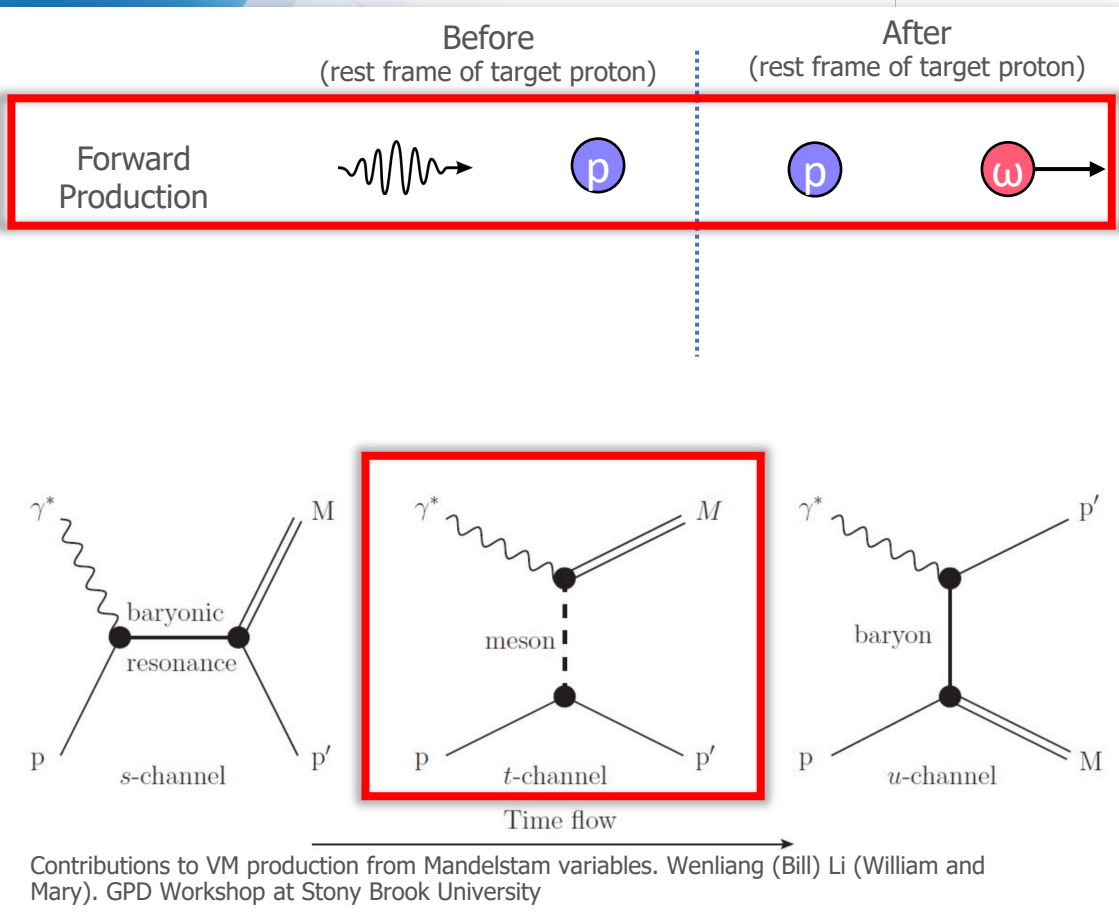 Before
(rest frame of target proton)
After
(rest frame of target proton)
Forward
Production
p
p
ω
γ*
M
baryonic
resonance
p
p′
s-channel
γ*
M
meson
p
p′
t-channel
γ*
p′
baryon
p
M
u-channel
Time flow
Contributions to VM production from Mandelstam variables. Wenliang (Bill) Li (William and
Mary). GPD Workshop at Stony Brook University